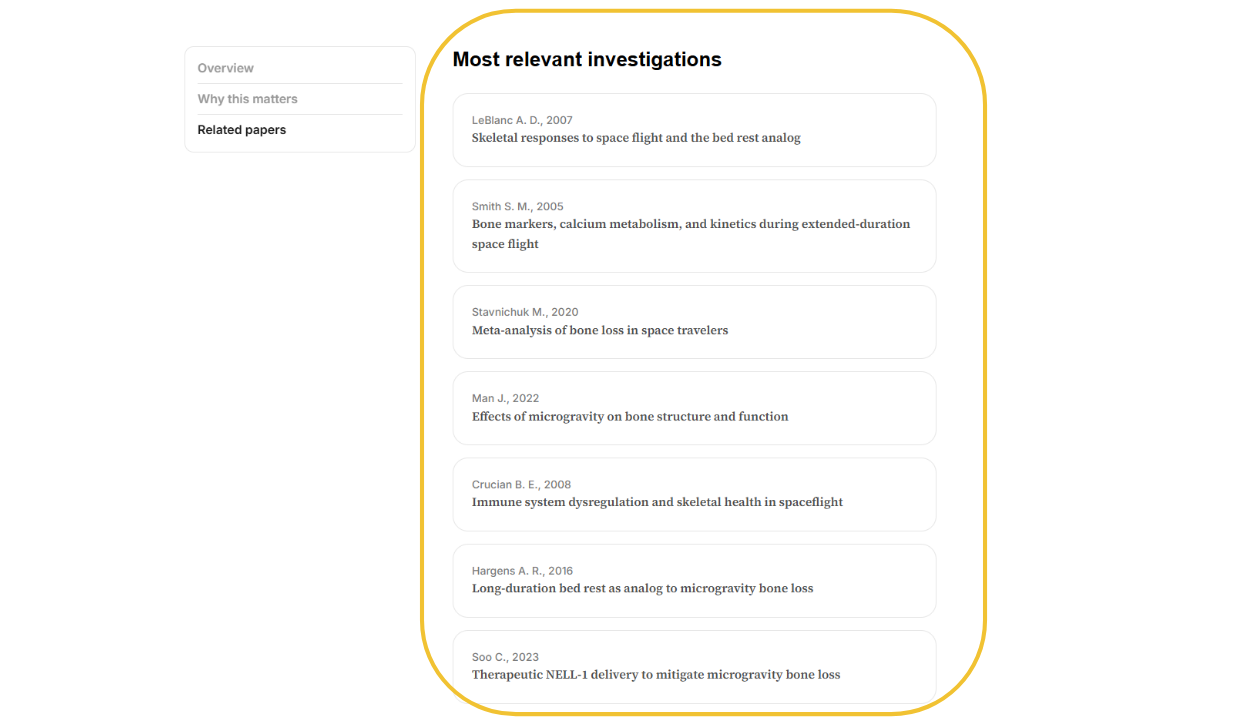 Overview
Why this matters
Related papers
Most relevant investigations
LeBlanc A. D., 2007
Skeletal responses to space flight and the bed rest analog
Smith S. M., 2005
Bone markers, calcium metabolism, and kinetics during extended-duration
space flight
Stavnichuk M., 2020
Meta-analysis of bone loss in space travelers
Man J., 2022
Effects of microgravity on bone structure and function
Crucian B. E., 2008
Immune system dysregulation and skeletal health in spaceflight
Hargens A. R., 2016
Long-duration bed rest as analog to microgravity bone loss
Soo C., 2023
Therapeutic NELL-1 delivery to mitigate microgravity bone loss